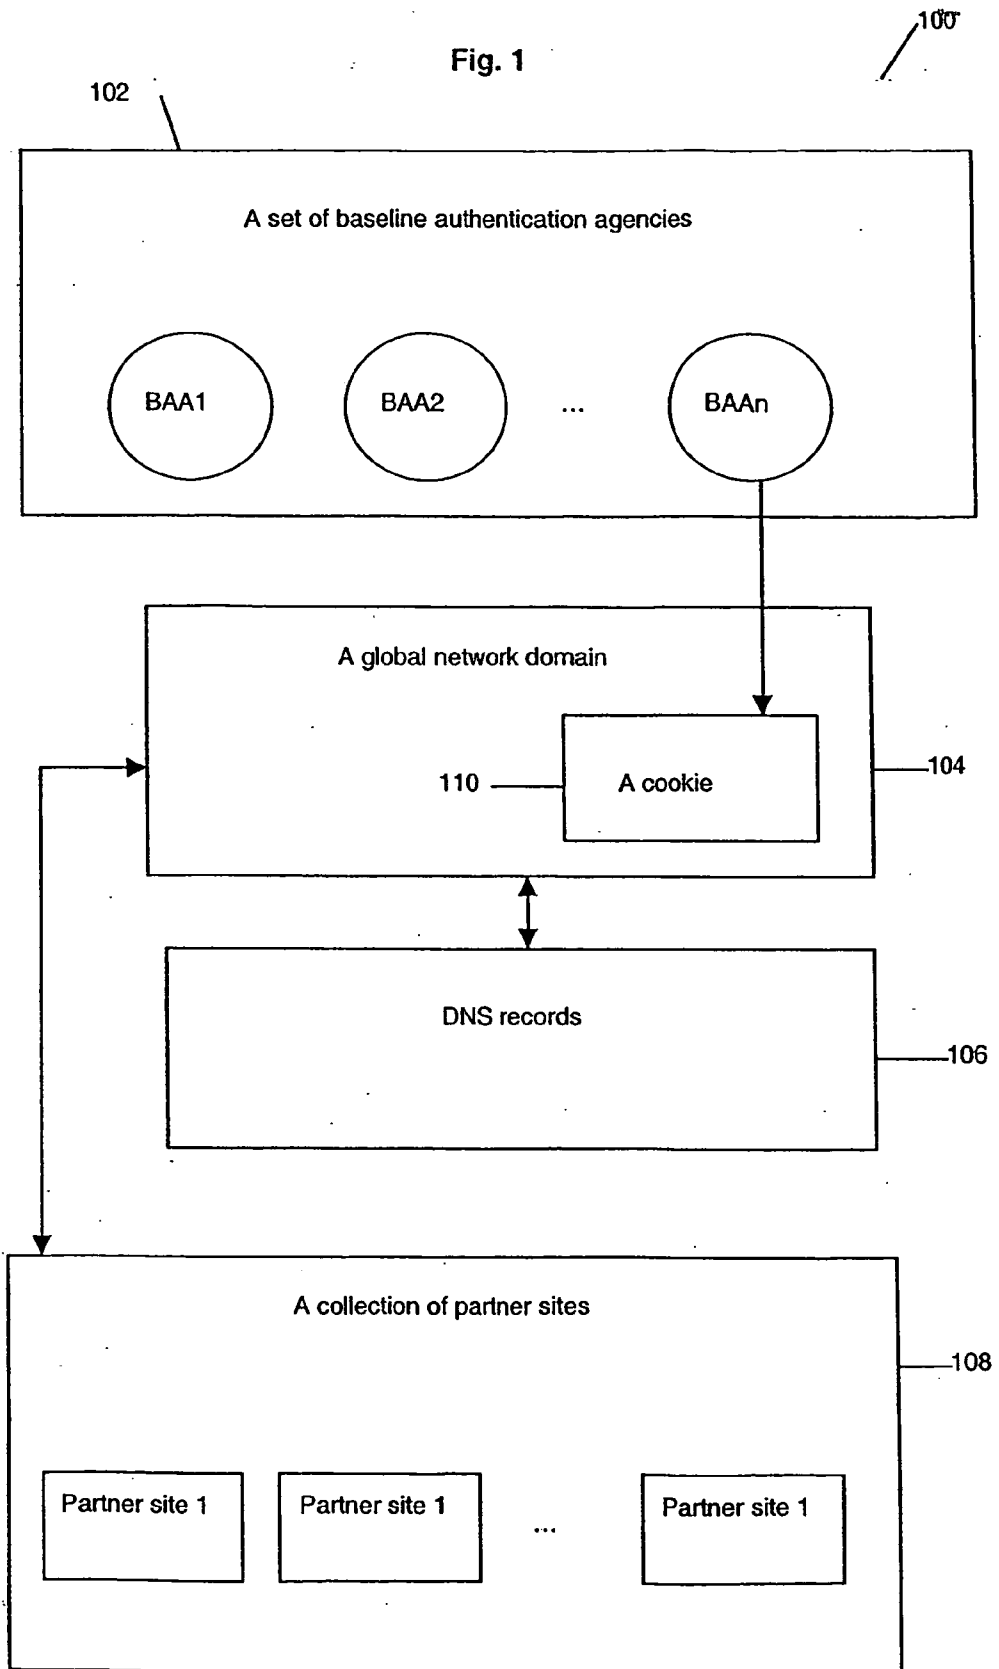 100
Fig. 1
102
A set of baseline authentication agencies
BAA1 BAA2 ... BAAn
A global network domain
104
110 A cookie
DNS records
106
A collection of partner sites
108
Partner site 1 Partner site 1 ... Partner site 1